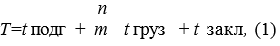 n
T=t подг + m t груз + t закл, (1)